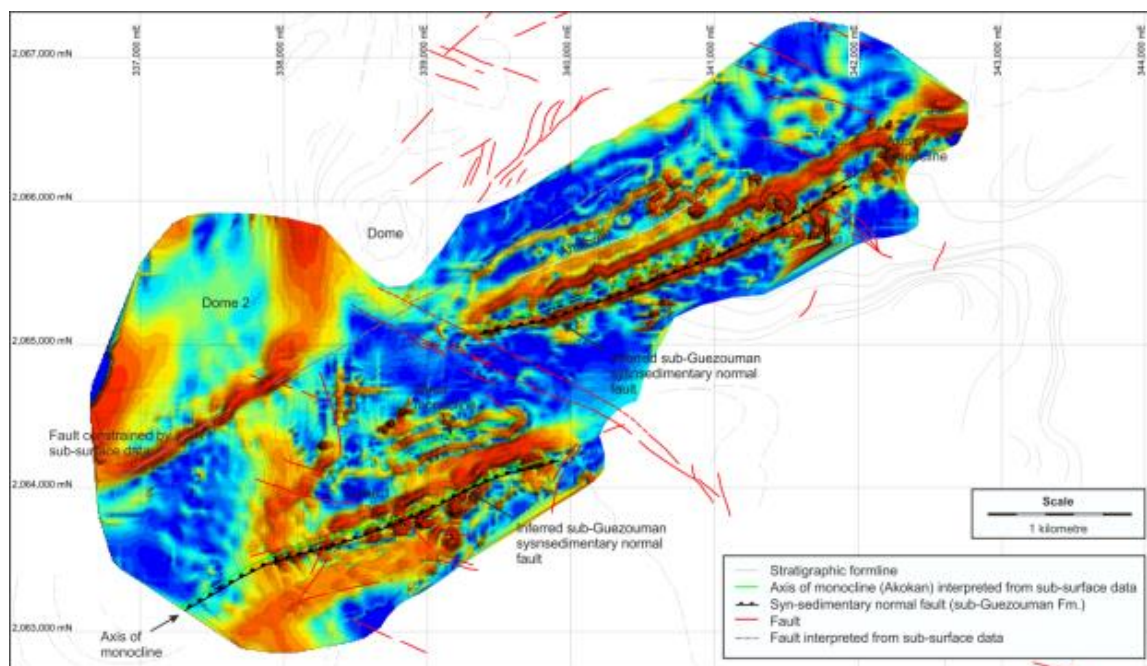 337,000 mE
338,000 mE
339,000 mE
340,000 mE
341,000 mE
342,000 mE
343,000 mE
344,000 mE
2,067,000 mN
2,066,000 mN
Dome
Dome 2
2,065,000 mN
sub-Guezouman
sysnsedimentary normal
fault
Fault constrained by
sub-surface data
2,064,000 mN
Inferred sub-Guezouman
sysnsedimentary normal
fault
2,063,000 mN
Axis of
monocline
Scale
1 kilometre
Stratigraphic formline
Axis of monocline (Akokan) interpreted from sub-surface data
Syn-sedimentary normal fault (sub-Guezouman Fm.)
Fault
Fault interpreted from sub-surface data